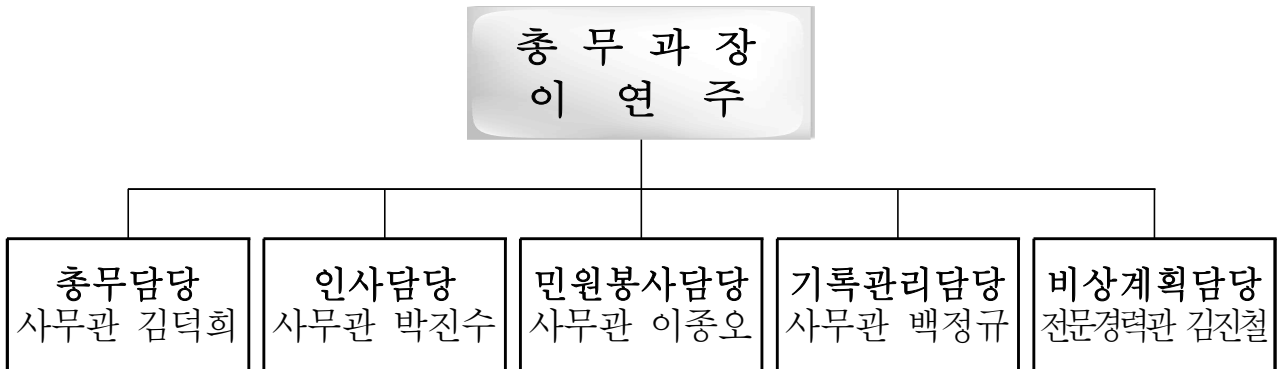 총 무 과 장
이 연 주
총무담당
사무관 김덕희
인사담당
사무관 박진수
민원봉사담당
사무관 이종오
기록관리담당
사무관 백정규
비상계획담당
전문경력관 김진철